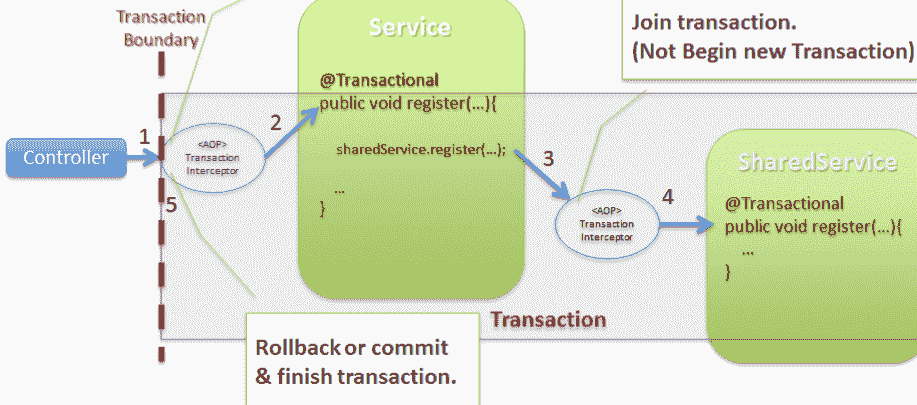 Transaction
Boundary
Service
Join transaction.
(Not Begin new Transaction)
@Transactional
public void register(...){
1
2
Controller
<AOP>
Transaction
Interceptor
sharedService.register(...);
3
SharedService
...
5
}
<AOP>
Transaction
Interceptor
4
@Transactional
public void register(...){
...
}
Transaction
Rollback or commit
& finish transaction.